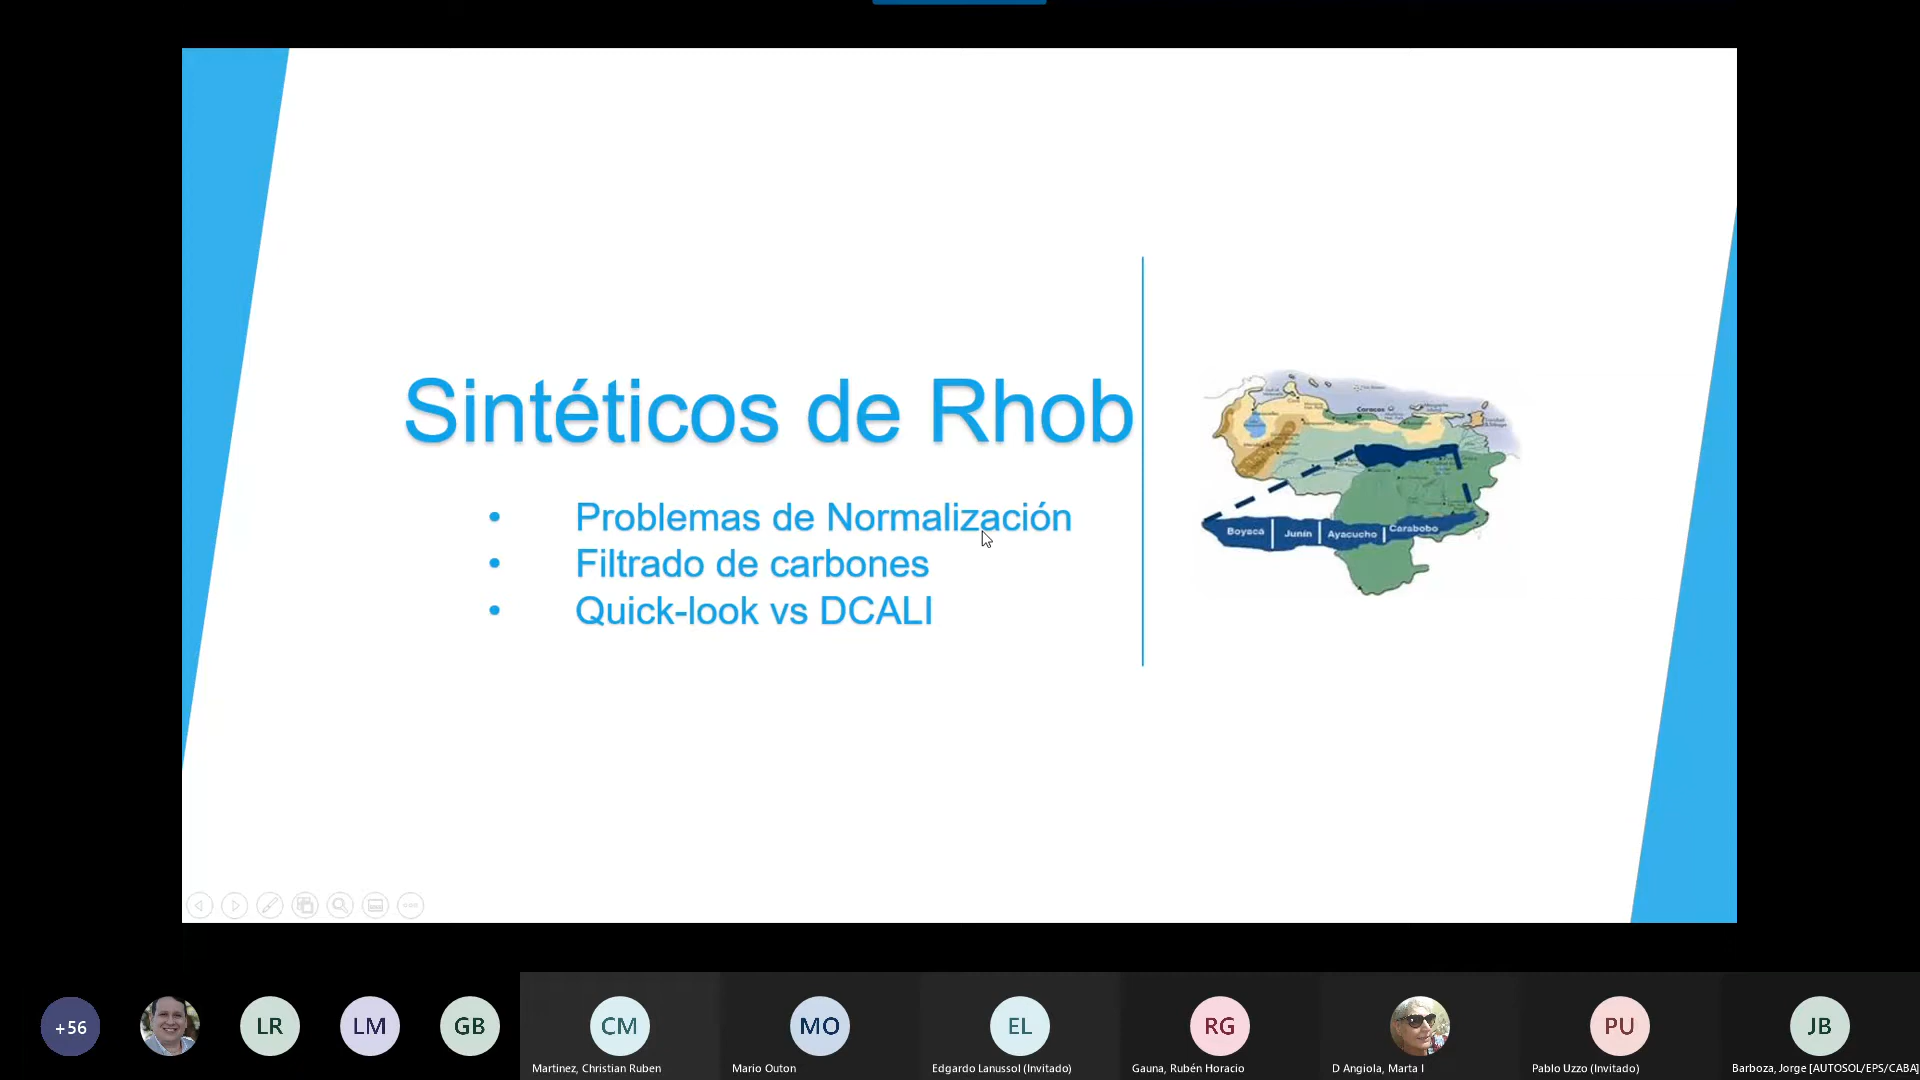 Sintéticos de Rhob
• Problemas de Normalización
• Filtrado de carbones
• Quick-look vs DCALI
Caracas
Boyacá
Junín
Ayacucho
Carabobo
+56
LR
LM
GB
CM
MO
EL
RG
PU
JB
Martinez, Christian Ruben
Mario Outon
Edgardo Lanussol (Invitado)
Gauna, Rubén Horacio
D Angiola, Marta I
Pablo Uzzo (Invitado)
Barboza, Jorge [AUTOSOL/EPS/CABA]